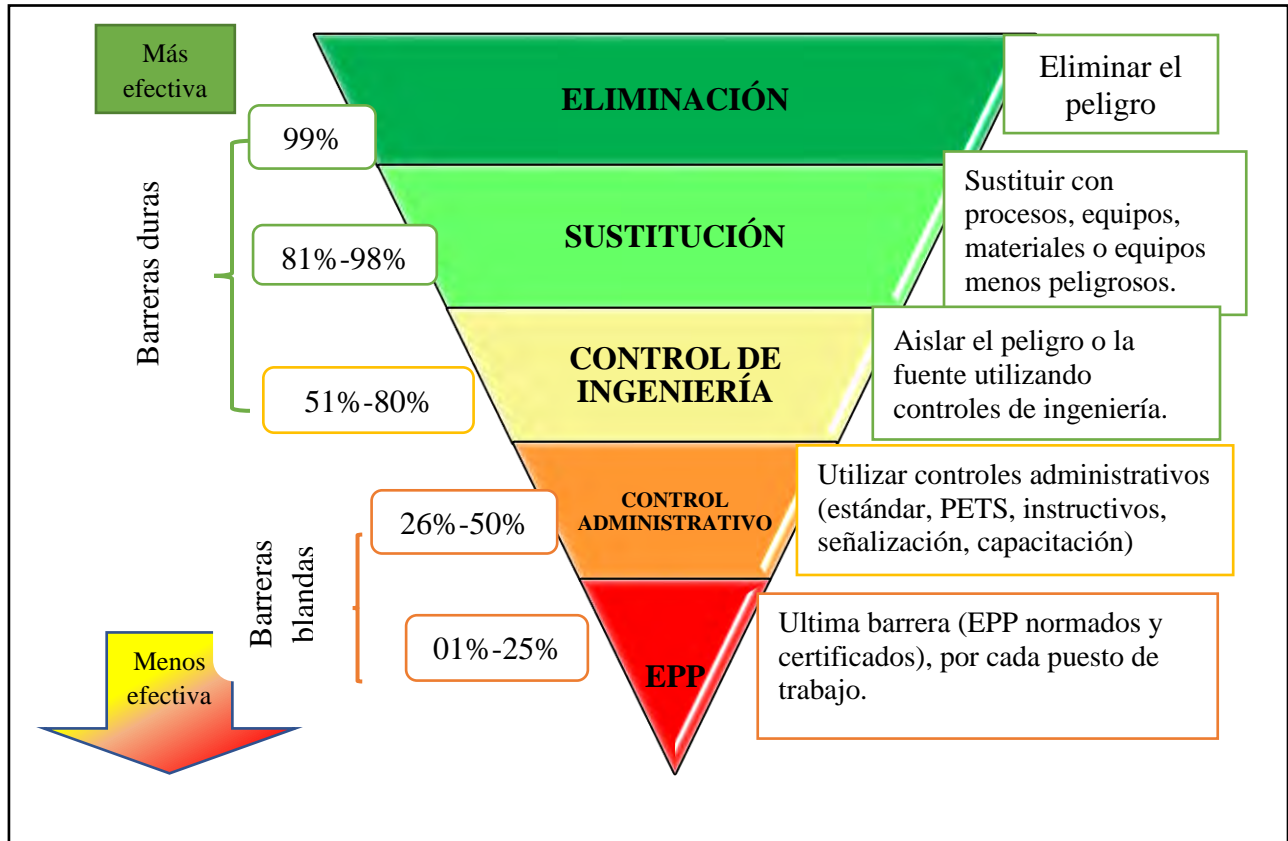 Más
efectiva
ELIMINACIÓN
Eliminar el
peligro
99%
Barreras duras
SUSTITUCIÓN
Sustituir con
procesos, equipos,
materiales o equipos
menos peligrosos.
81%-98%
CONTROL DE
INGENIERÍA
Aislar el peligro o la
fuente utilizando
controles de ingeniería.
51%-80%
CONTROL
ADMINISTRATIVO
Utilizar controles administrativos
(estándar, PETS, instructivos,
señalización, capacitación)
26%-50%
Barreras
blandas
01%-25%
EPP
Ultima barrera (EPP normados y
certificados), por cada puesto de
trabajo.
Menos
efectiva